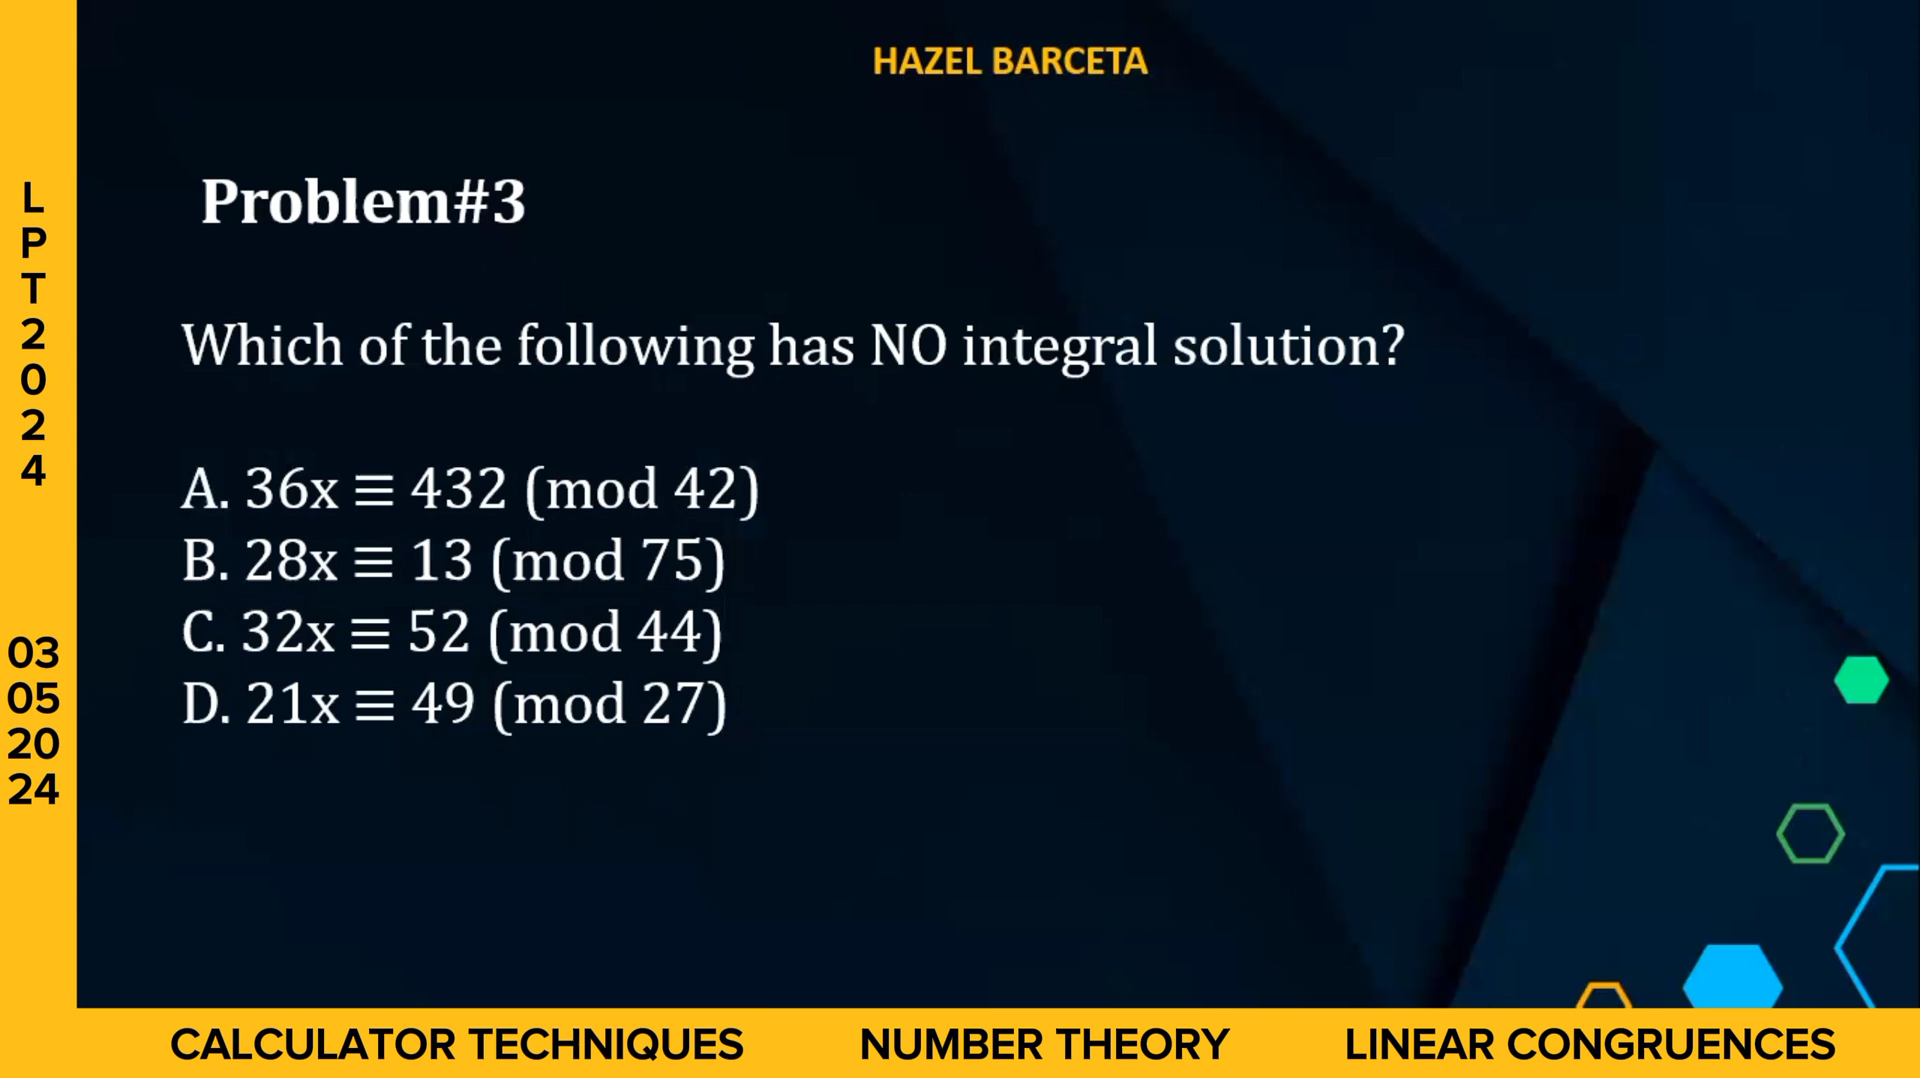 HAZEL BARCETA
L
P
T
2
0
2
4
03
05
20
24
Problem#3
Which of the following has NO integral solution?
A. 36x ≡ 432 (mod 42)
B. 28x ≡ 13 (mod 75)
C. 32x ≡ 52 (mod 44)
D. 21x ≡ 49 (mod 27)
CALCULATOR TECHNIQUES NUMBER THEORY LINEAR CONGRUENCES